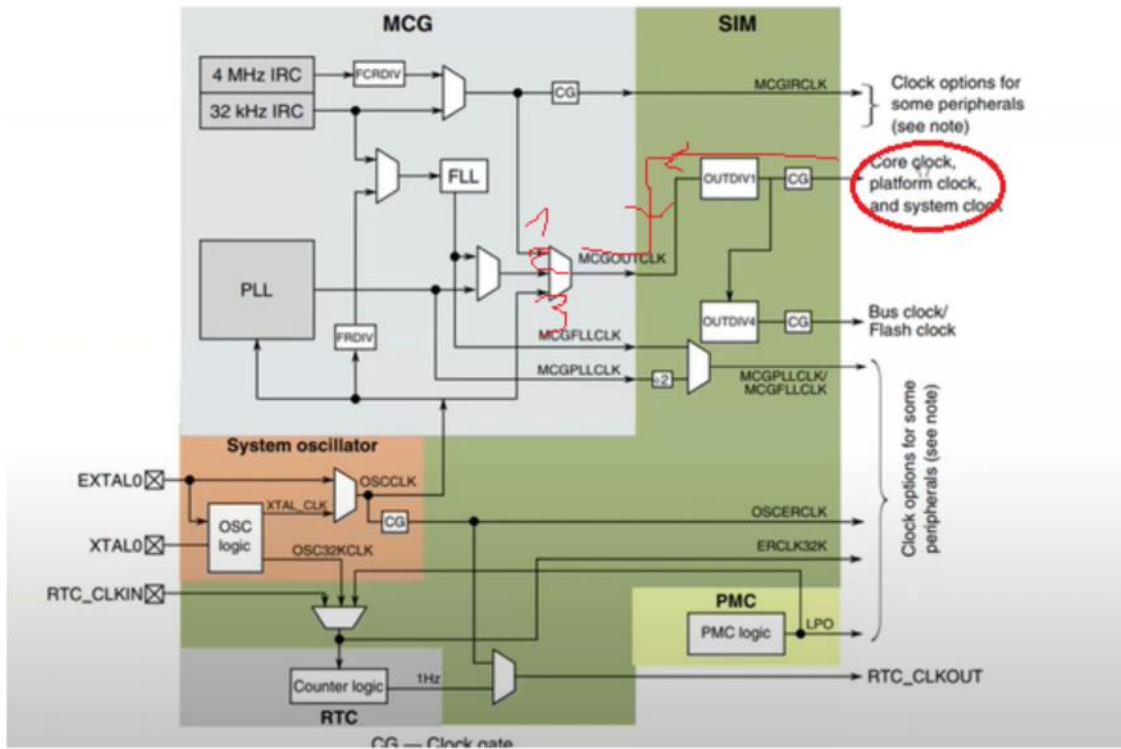 MCG
SIM
4 MHz IRC
FCRDIV
32 kHz IRC
CG
MCGIRCLK
Clock options for
some peripherals
(see note)
FLL
OUTDIV1
CG
Core clock,
platform clock,
and system clock
1
2
MCGOUTCLK
3
PLL
FRDIV
OUTDIV4
CG
Bus clock/
Flash clock
MCGFLLCLK
MCGPLLCLK
÷2
MCGPLLCLK/
MCGFLLCLK
Clock options for some
peripherals (see note)
System oscillator
EXTAL0
OSCCLK
XTAL_CLK
OSC
logic
CG
OSCERCLK
XTAL0
OSC32KCLK
ERCLK32K
RTC_CLKIN
PMC
PMC logic
LPO
Counter logic
1Hz
RTC_CLKOUT
RTC
CG — Clock gate